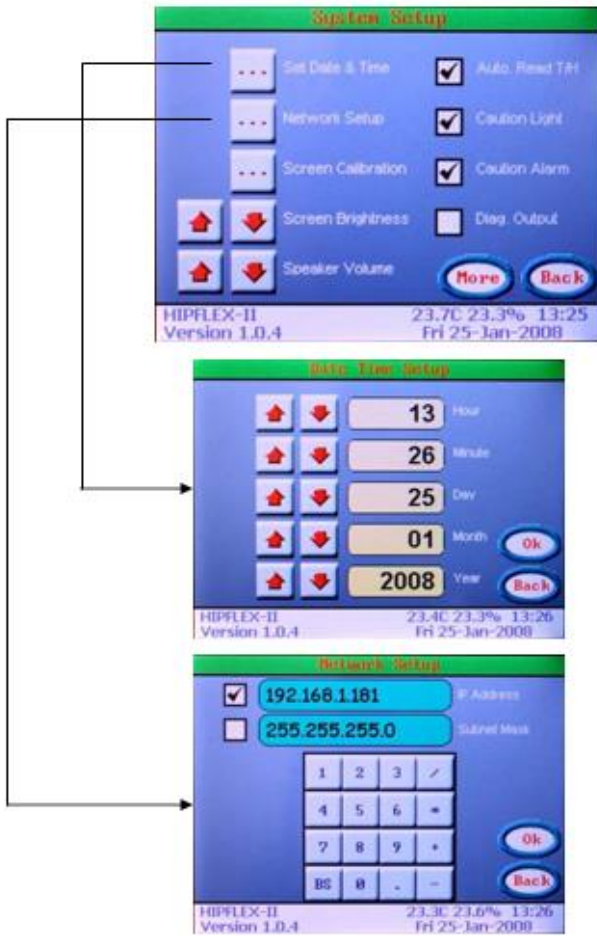 System Setup
... Set Date & Time Auto. Read T/H
... Network Setup Caution Light
... Screen Calibration Caution Alarm
Screen Brightness Diag. Output
Speaker Volume More Back
HIPFLEX-II 23.7C 23.3% 13:25
Version 1.0.4 Fri 25-Jan-2008
Date Time Setup
13 Hour
26 Minute
25 Day
01 Month Ok
2008 Year Back
HIPFLEX-II 23.4C 23.3% 13:26
Version 1.0.4 Fri 25-Jan-2008
Network Setup
192.168.1.181 IP Address
255.255.255.0 Subnet Mask
1 2 3 /
4 5 6 *
7 8 9 + Ok
BS 0 . - Back
HIPFLEX-II 23.3C 23.6% 13:26
Version 1.0.4 Fri 25-Jan-2008